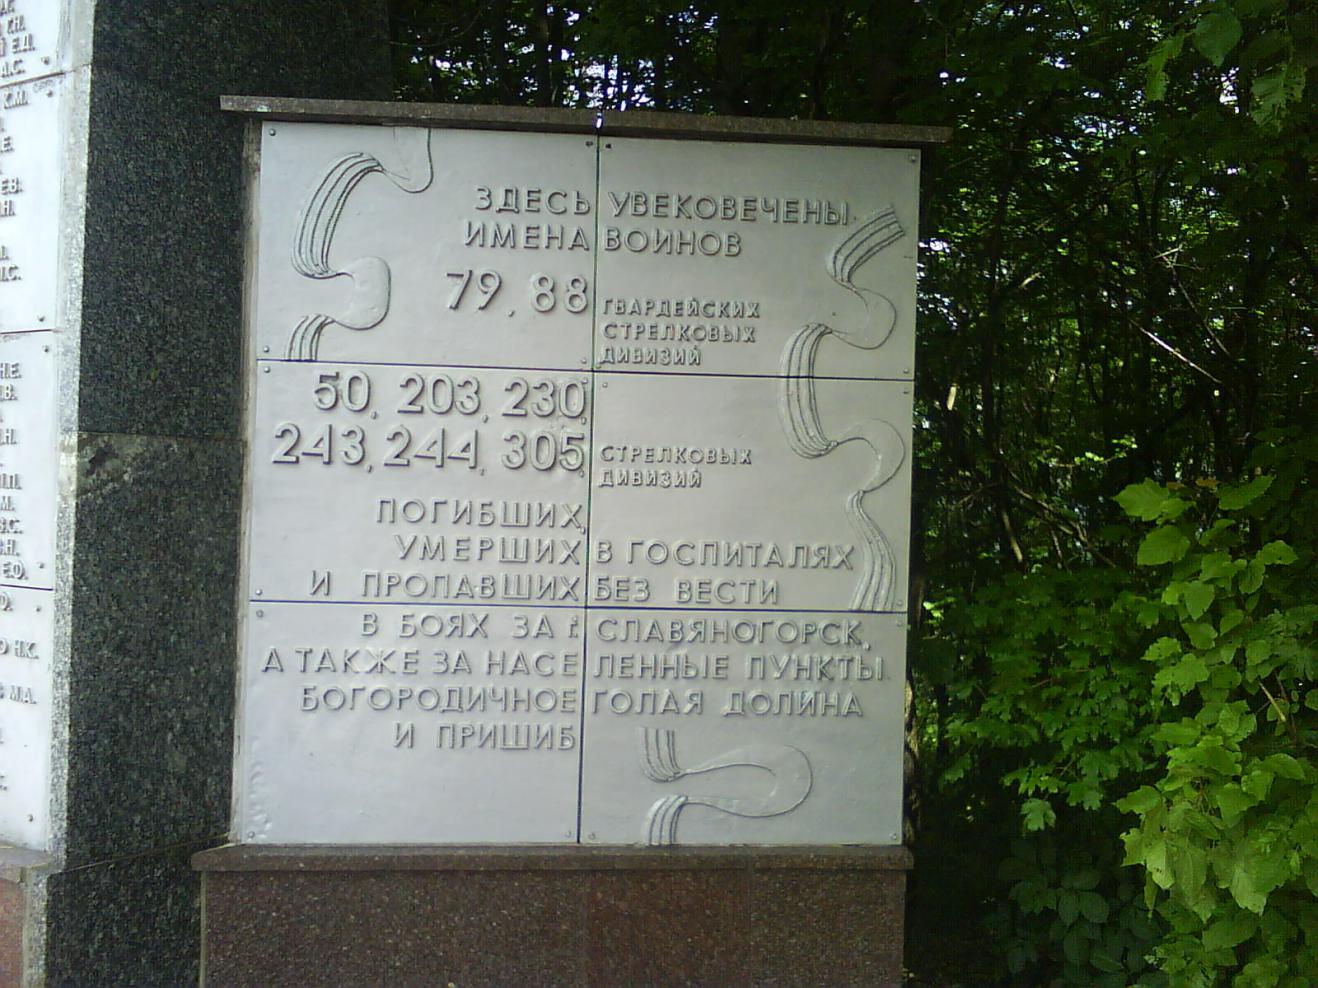 ЗДЕСЬ УВЕКОВЕЧЕНЫ
ИМЕНА ВОИНОВ
79, 88 ГВАРДЕЙСКИХ
СТРЕЛКОВЫХ
ДИВИЗИЙ
50, 203, 230,
243, 244, 305 СТРЕЛКОВЫХ
ДИВИЗИЙ
ПОГИБШИХ,
УМЕРШИХ В ГОСПИТАЛЯХ
И ПРОПАВШИХ БЕЗ ВЕСТИ
В БОЯХ ЗА г. СЛАВЯНОГОРСК,
А ТАКЖЕ ЗА НАСЕЛЕННЫЕ ПУНКТЫ
БОГОРОДИЧНОЕ ГОЛАЯ ДОЛИНА
И ПРИШИБ